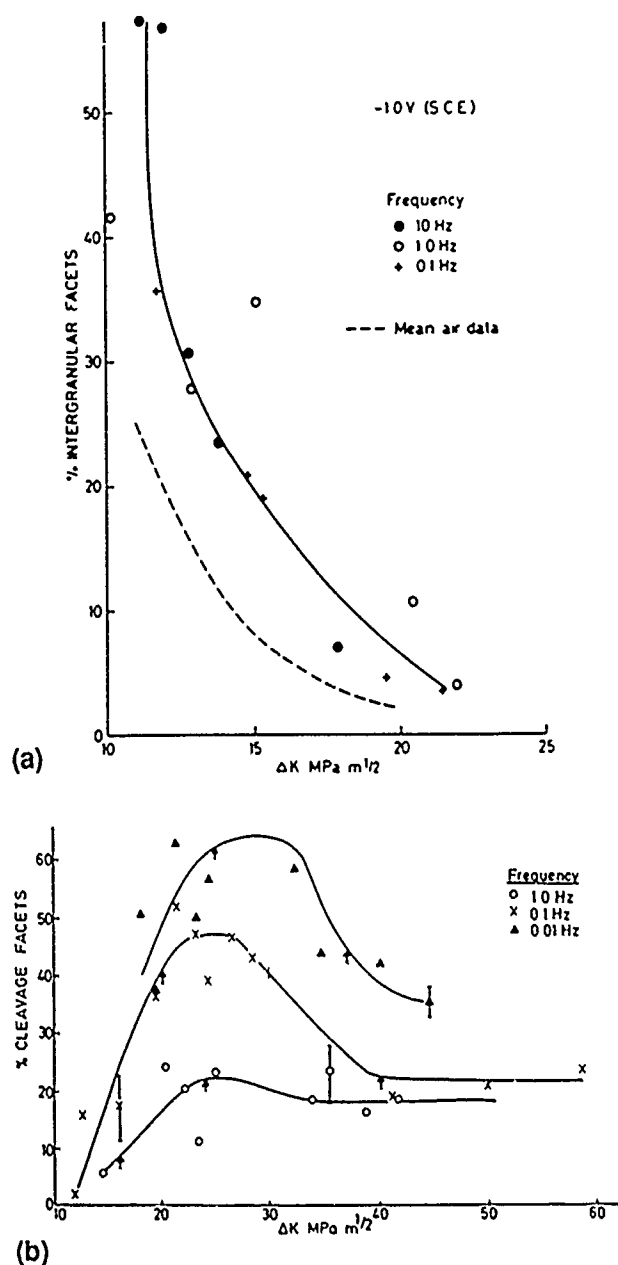 50
40
30
20
10
0
% INTERGRANULAR FACETS
-1 0 V (SCE)
Frequency
10 Hz
1 0 Hz
0 1 Hz
Mean air data
10
15
20
25
ΔK MPa m1/2
(a)
60
50
40
30
20
10
0
% CLEAVAGE FACETS
Frequency
1 0 Hz
0 1 Hz
0 01 Hz
10
20
30
40
50
60
ΔK MPa m1/2
(b)